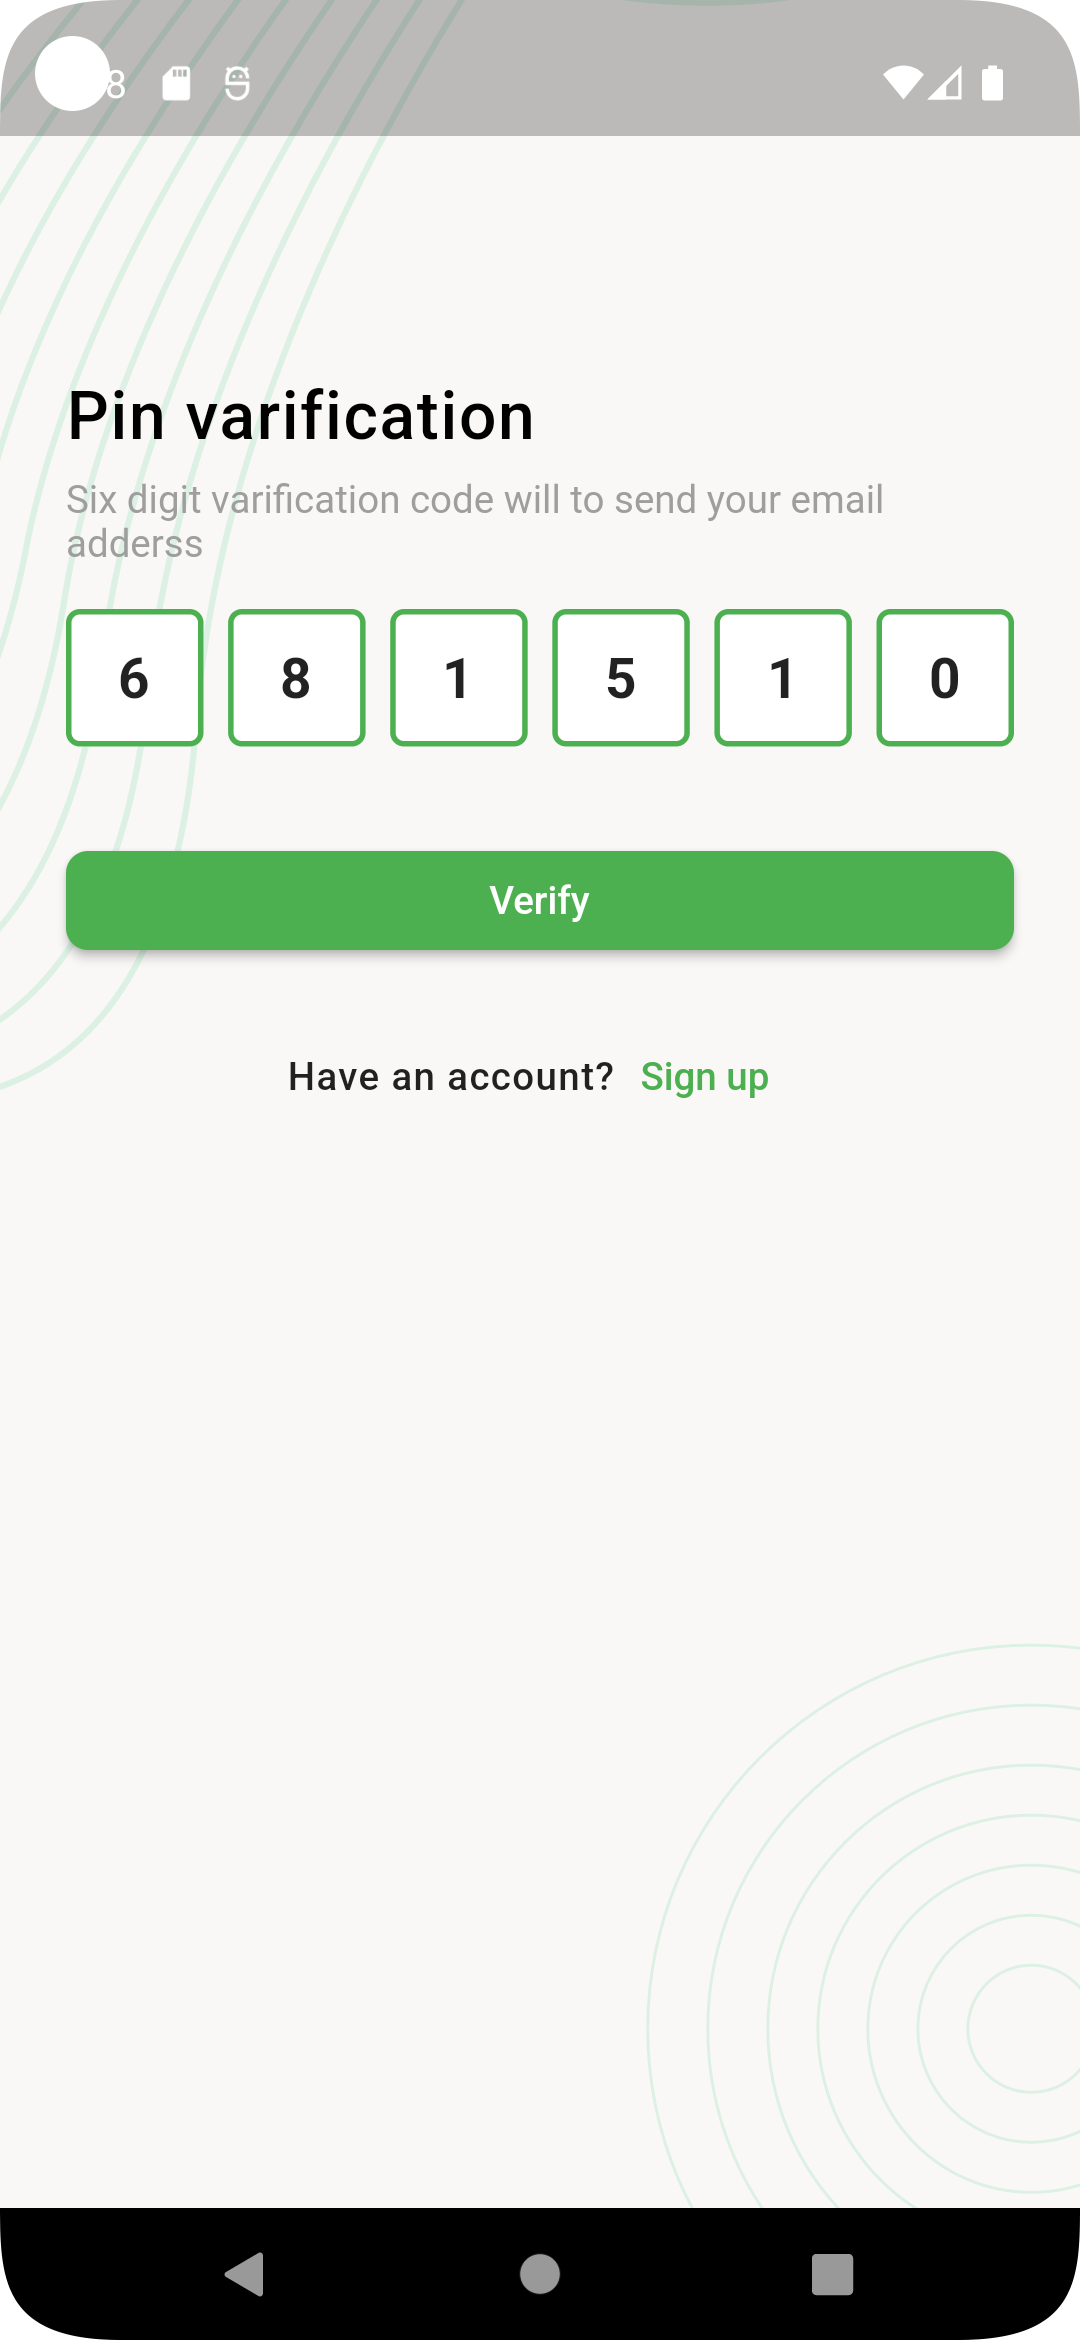 8
Pin varification
Six digit varification code will to send your email
adderss
6 8 1 5 1 0
Verify
Have an account? Sign up